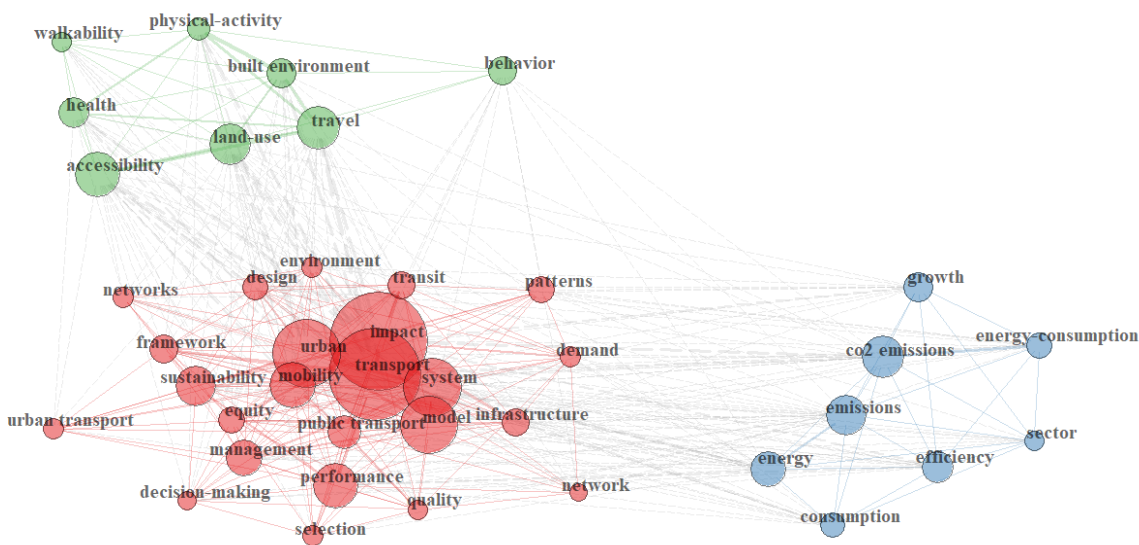 physical-activity
walkability
built environment
behavior
health
travel
land-use
accessibility
environment
design
transit
patterns
growth
networks
impact
energy-consumption
framework
urban
demand
co2 emissions
transport
sustainability
mobility
system
equity
emissions
urban transport
public transport
model
infrastructure
sector
management
energy
efficiency
performance
decision-making
network
quality
consumption
selection